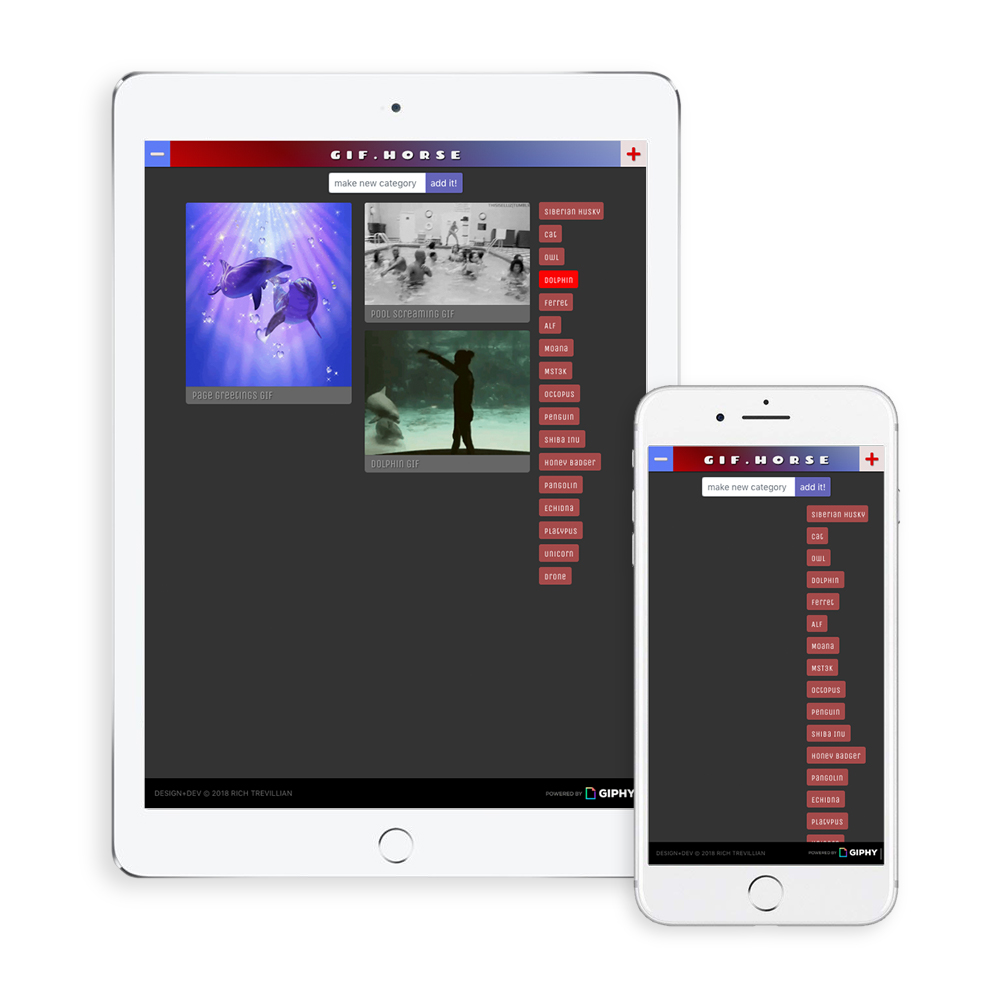 GIF.HORSE
make new category add it!
PAGE GREETINGS GIF
POOL SCREAMING GIF
DOLPHIN GIF
SIBERIAN HUSKY
CAT
OWL
DOLPHIN
FERRET
ALF
MOANA
MST3K
OCTOPUS
PENGUIN
SHIBA INU
HONEY BADGER
PANGOLIN
ECHIDNA
PLATYPUS
UNICORN
DRONE
DESIGN+DEV © 2018 RICH TREVILLIAN
POWERED BY GIPHY
GIF.HORSE
make new category add it!
SIBERIAN HUSKY
CAT
OWL
DOLPHIN
FERRET
ALF
MOANA
MST3K
OCTOPUS
PENGUIN
SHIBA INU
HONEY BADGER
PANGOLIN
ECHIDNA
PLATYPUS
DESIGN+DEV © 2018 RICH TREVILLIAN
POWERED BY GIPHY